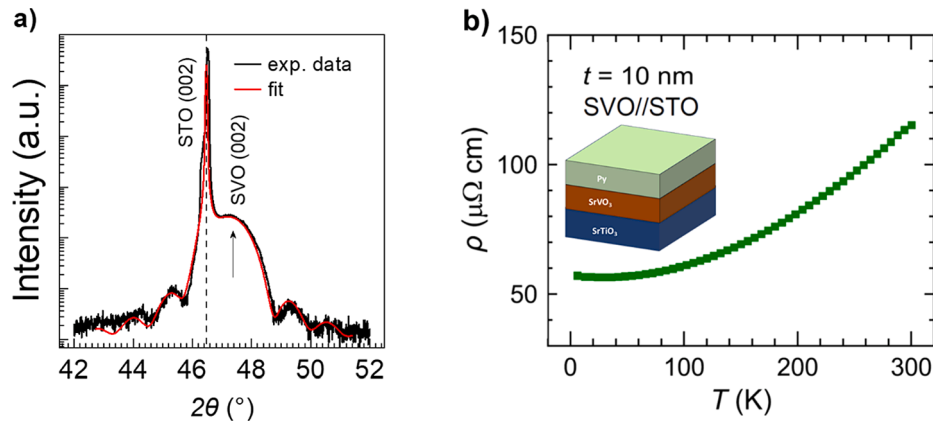 a)
Intensity (a.u.)
STO (002)
SVO (002)
exp. data
fit
42 44 46 48 50 52
2θ (°)
b)
ρ (μΩ cm)
150
100
50
t = 10 nm
SVO//STO
Py
SrVO₃
SrTiO₃
0 100 200 300
T (K)